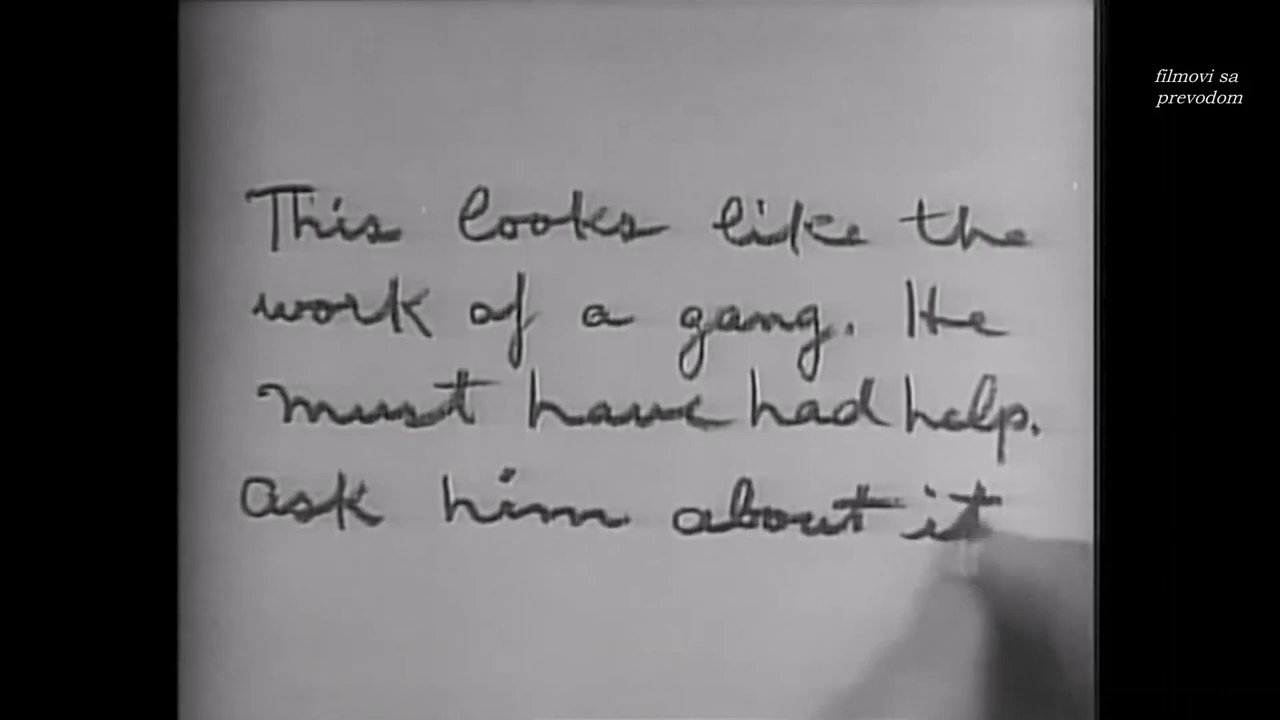 filmovi sa
prevodom
This looks like the
work of a gang. He
must have had help.
Ask him about it